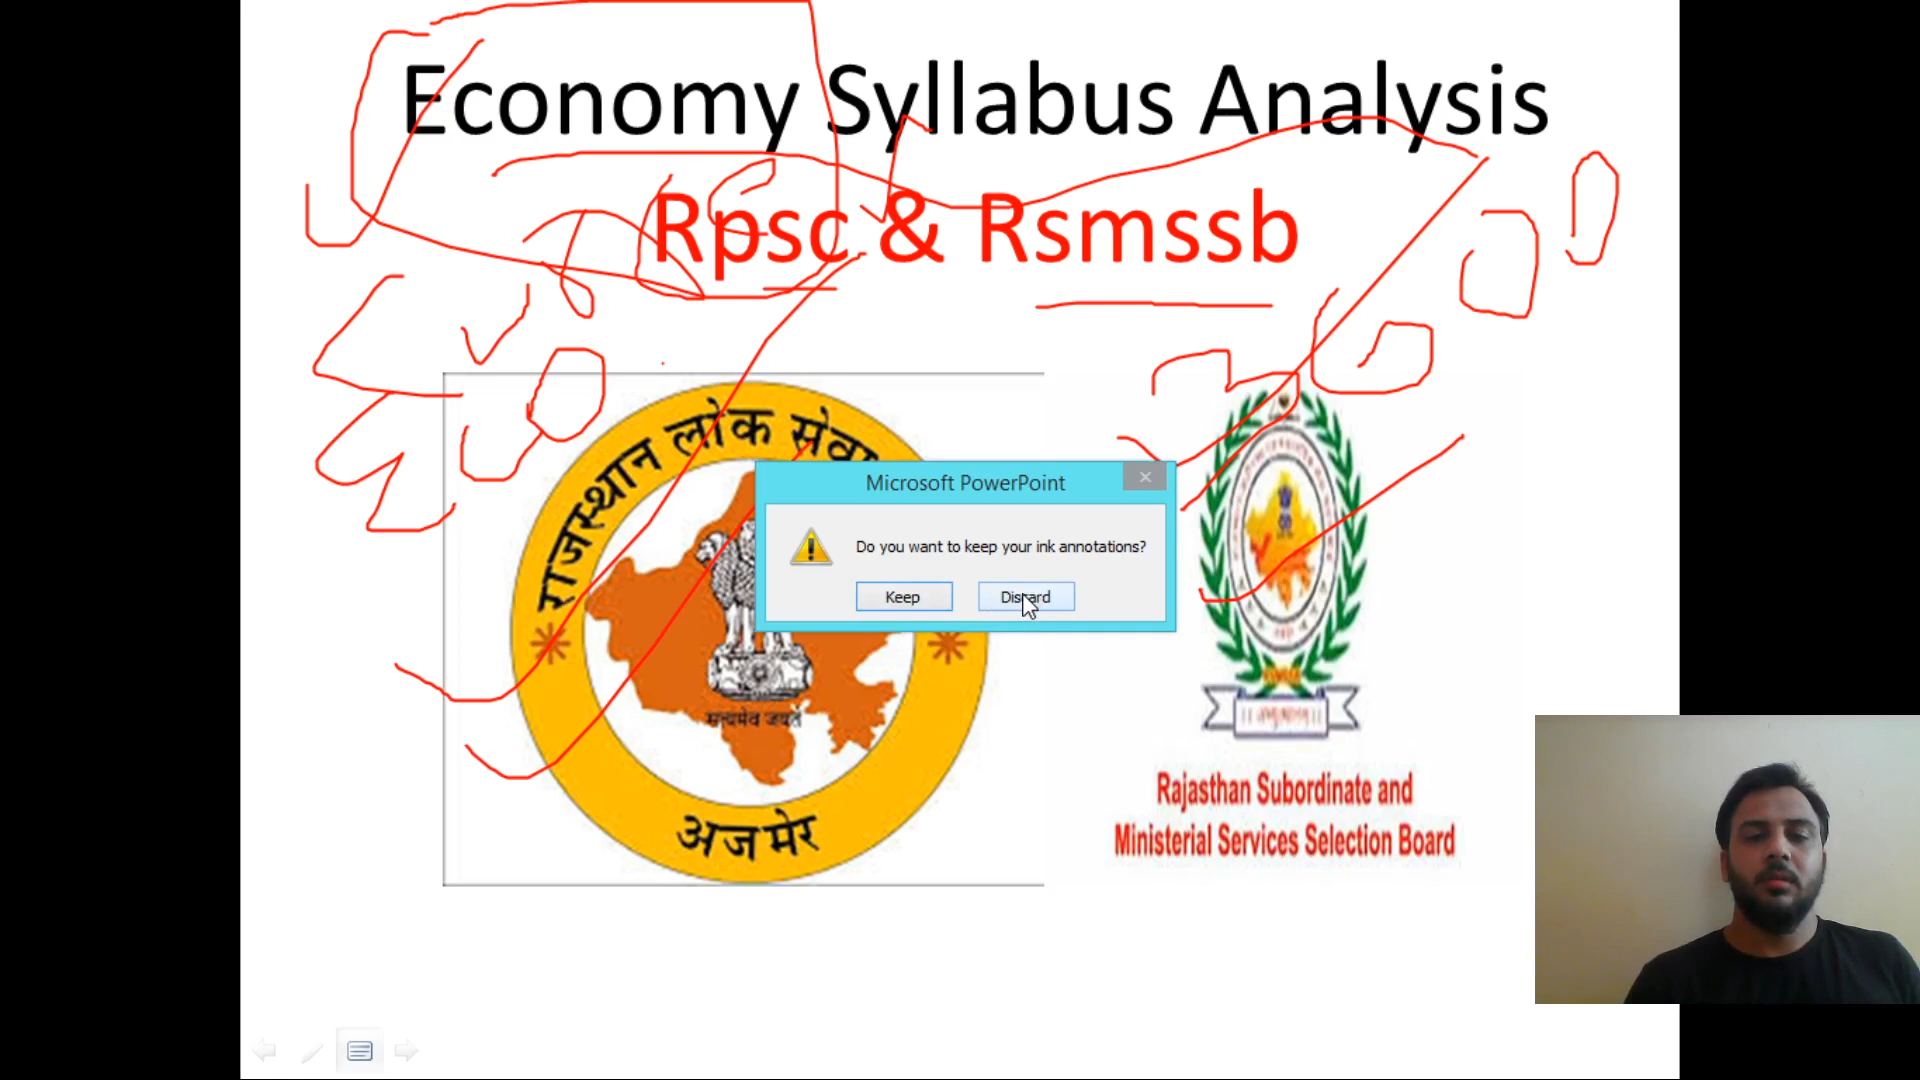 Economy Syllabus Analysis
Rpsc & Rsmssb
राजस्थान लोक सेवा
सत्यमेव जयते
अजमेर
Microsoft PowerPoint
Do you want to keep your ink annotations?
Keep
Discard
Rajasthan Subordinate and
Ministerial Services Selection Board